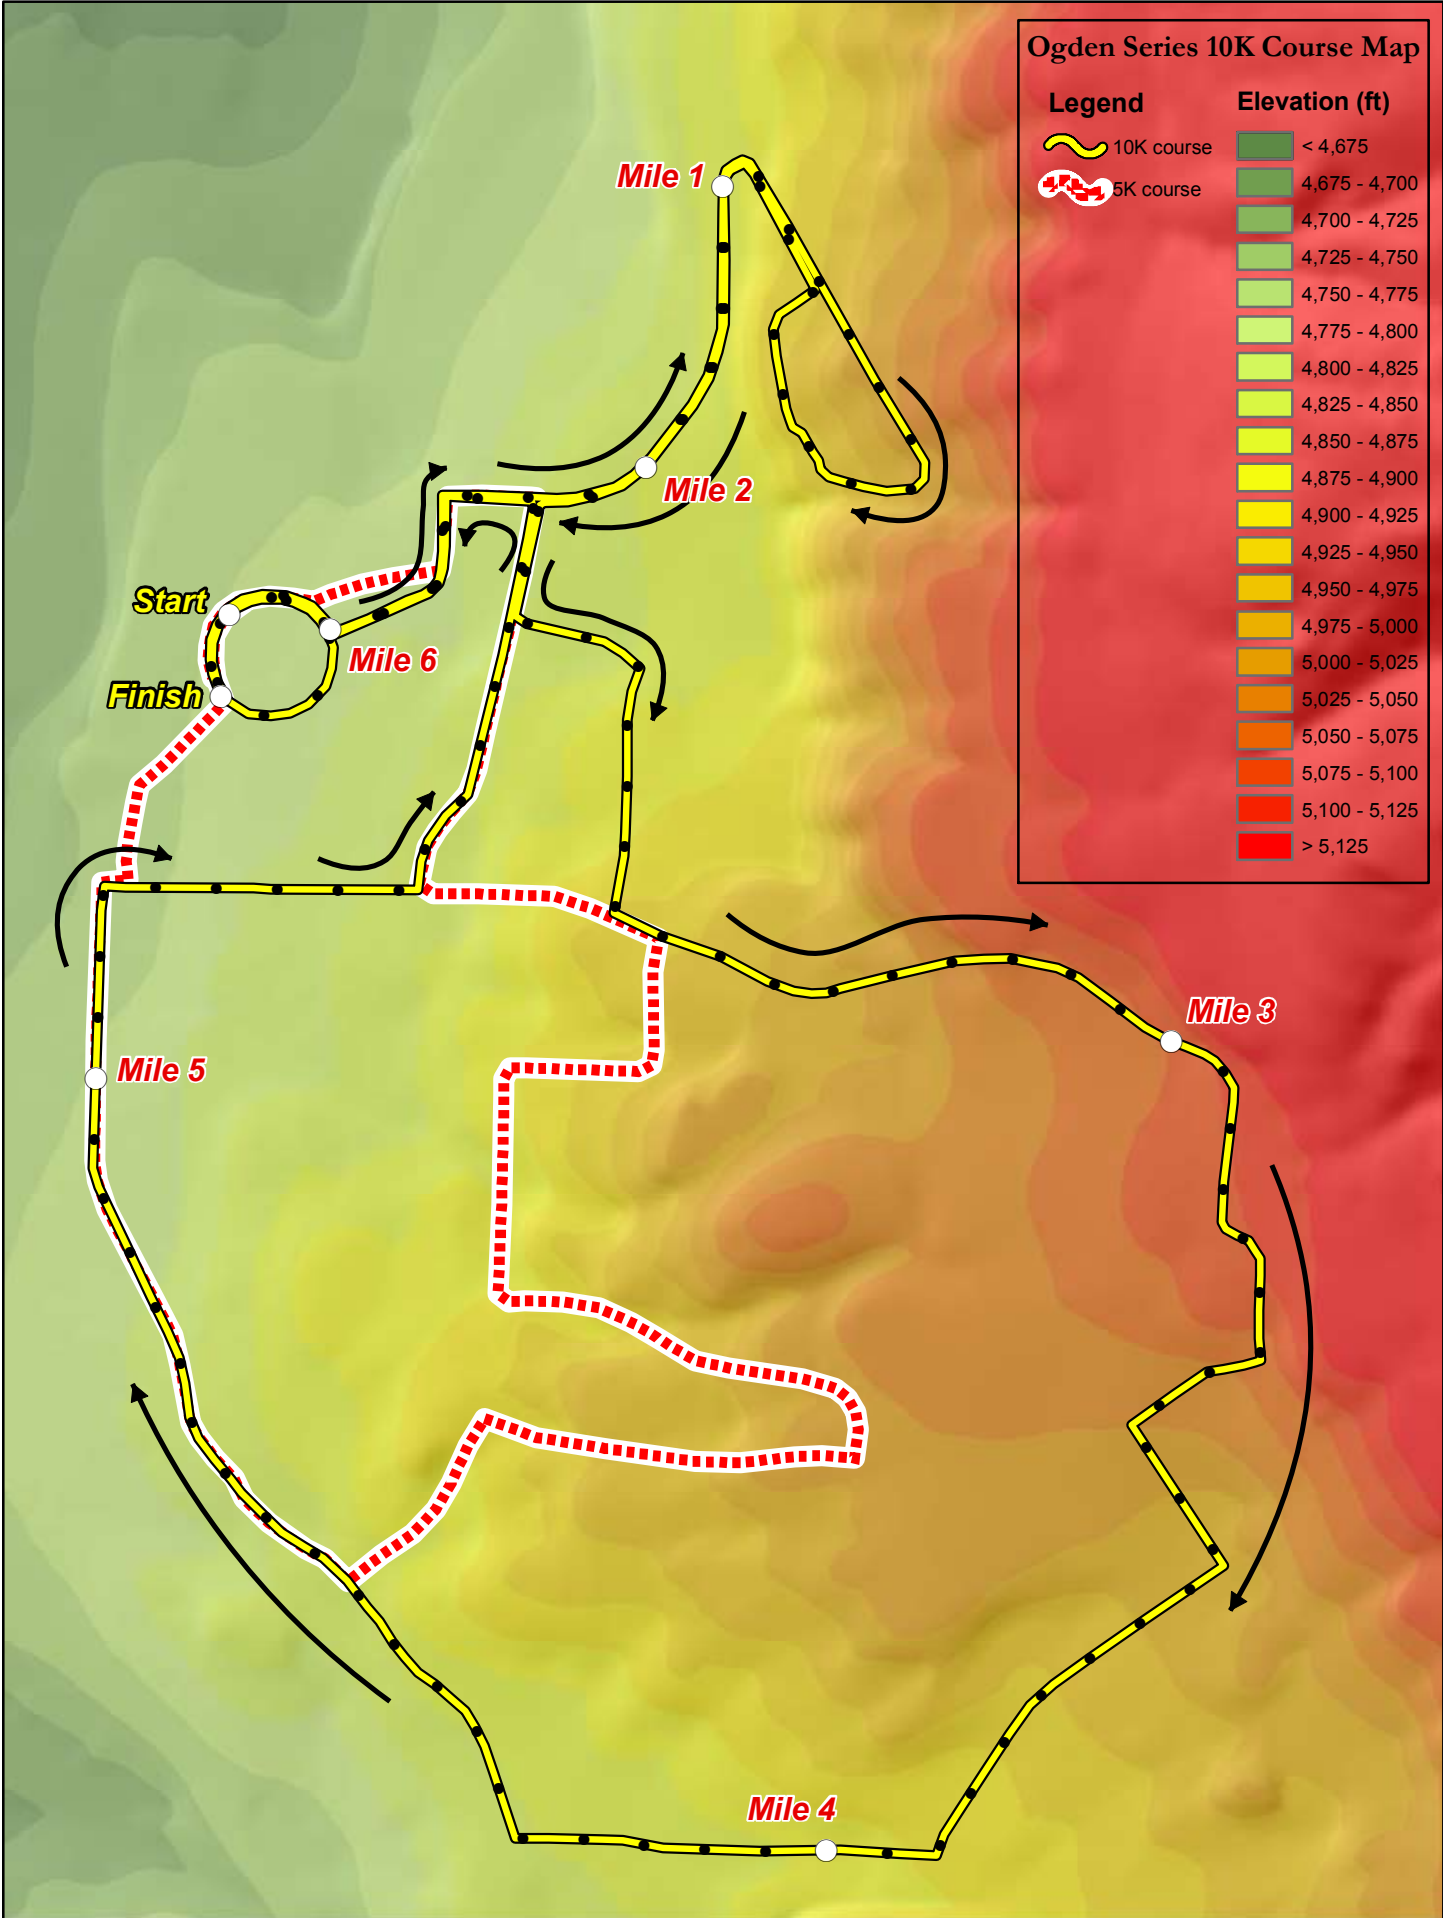 Ogden Series 10K Course Map
Legend
10K course
5K course
Elevation (ft)
< 4,675
4,675 - 4,700
4,700 - 4,725
4,725 - 4,750
4,750 - 4,775
4,775 - 4,800
4,800 - 4,825
4,825 - 4,850
4,850 - 4,875
4,875 - 4,900
4,900 - 4,925
4,925 - 4,950
4,950 - 4,975
4,975 - 5,000
5,000 - 5,025
5,025 - 5,050
5,050 - 5,075
5,075 - 5,100
5,100 - 5,125
> 5,125
Mile 1
Mile 2
Start
Mile 6
Finish
Mile 3
Mile 5
Mile 4